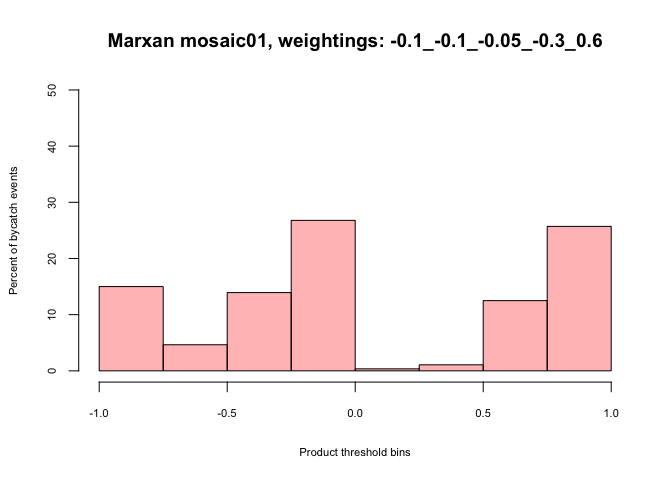 Marxan mosaic01, weightings: -0.1_-0.1_-0.05_-0.3_0.6
50
40
30
20
10
0
Percent of bycatch events
-1.0 -0.5 0.0 0.5 1.0
Product threshold bins